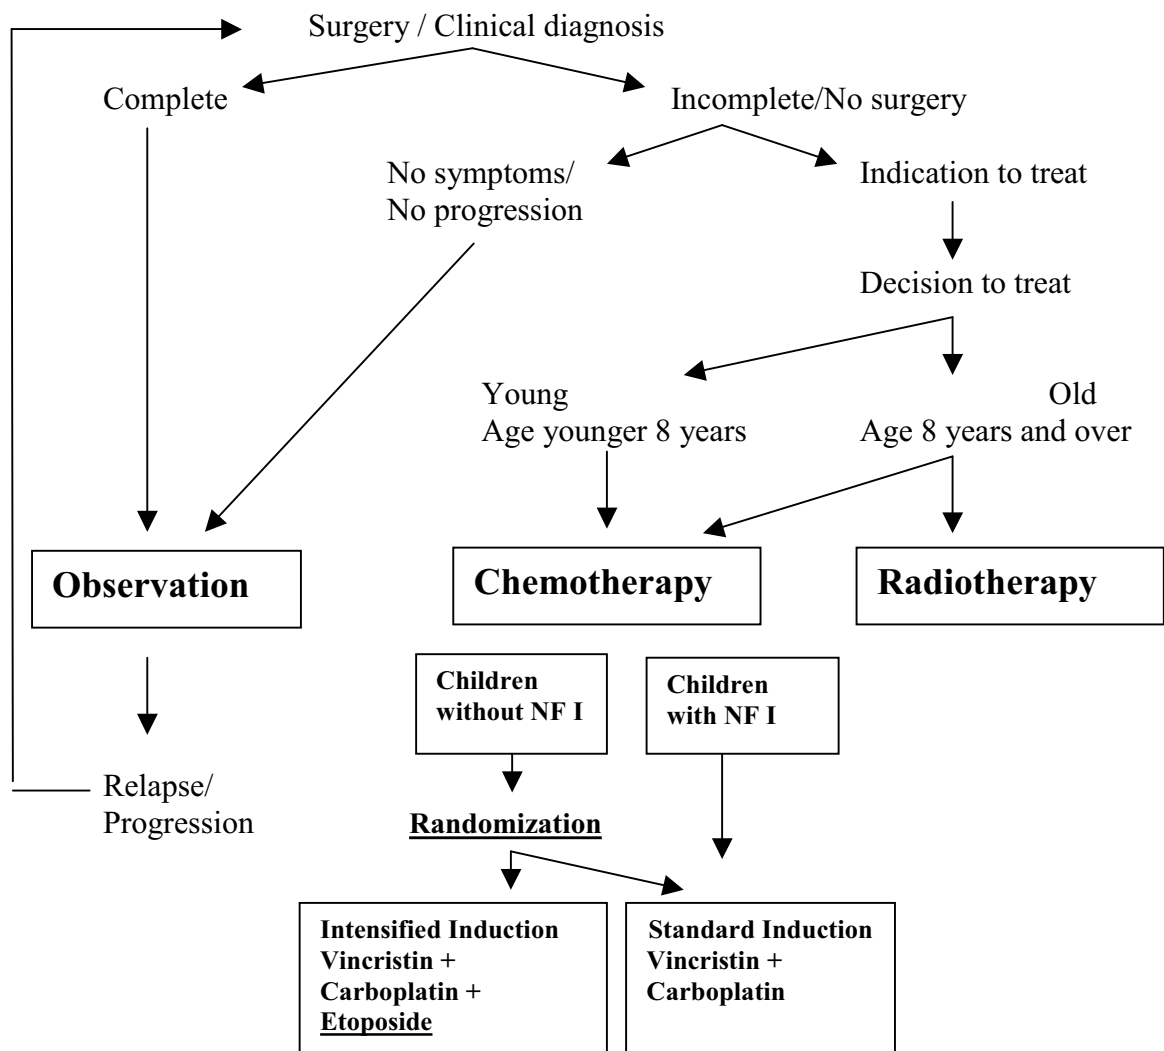 Surgery / Clinical diagnosis
Complete
Incomplete/No surgery
No symptoms/
No progression
Indication to treat
Decision to treat
Young
Age younger 8 years
Old
Age 8 years and over
Observation
Chemotherapy
Radiotherapy
Children
without NF I
Children
with NF I
Relapse/
Progression
Randomization
Intensified Induction
Vincristin +
Carboplatin +
Etoposide
Standard Induction
Vincristin +
Carboplatin